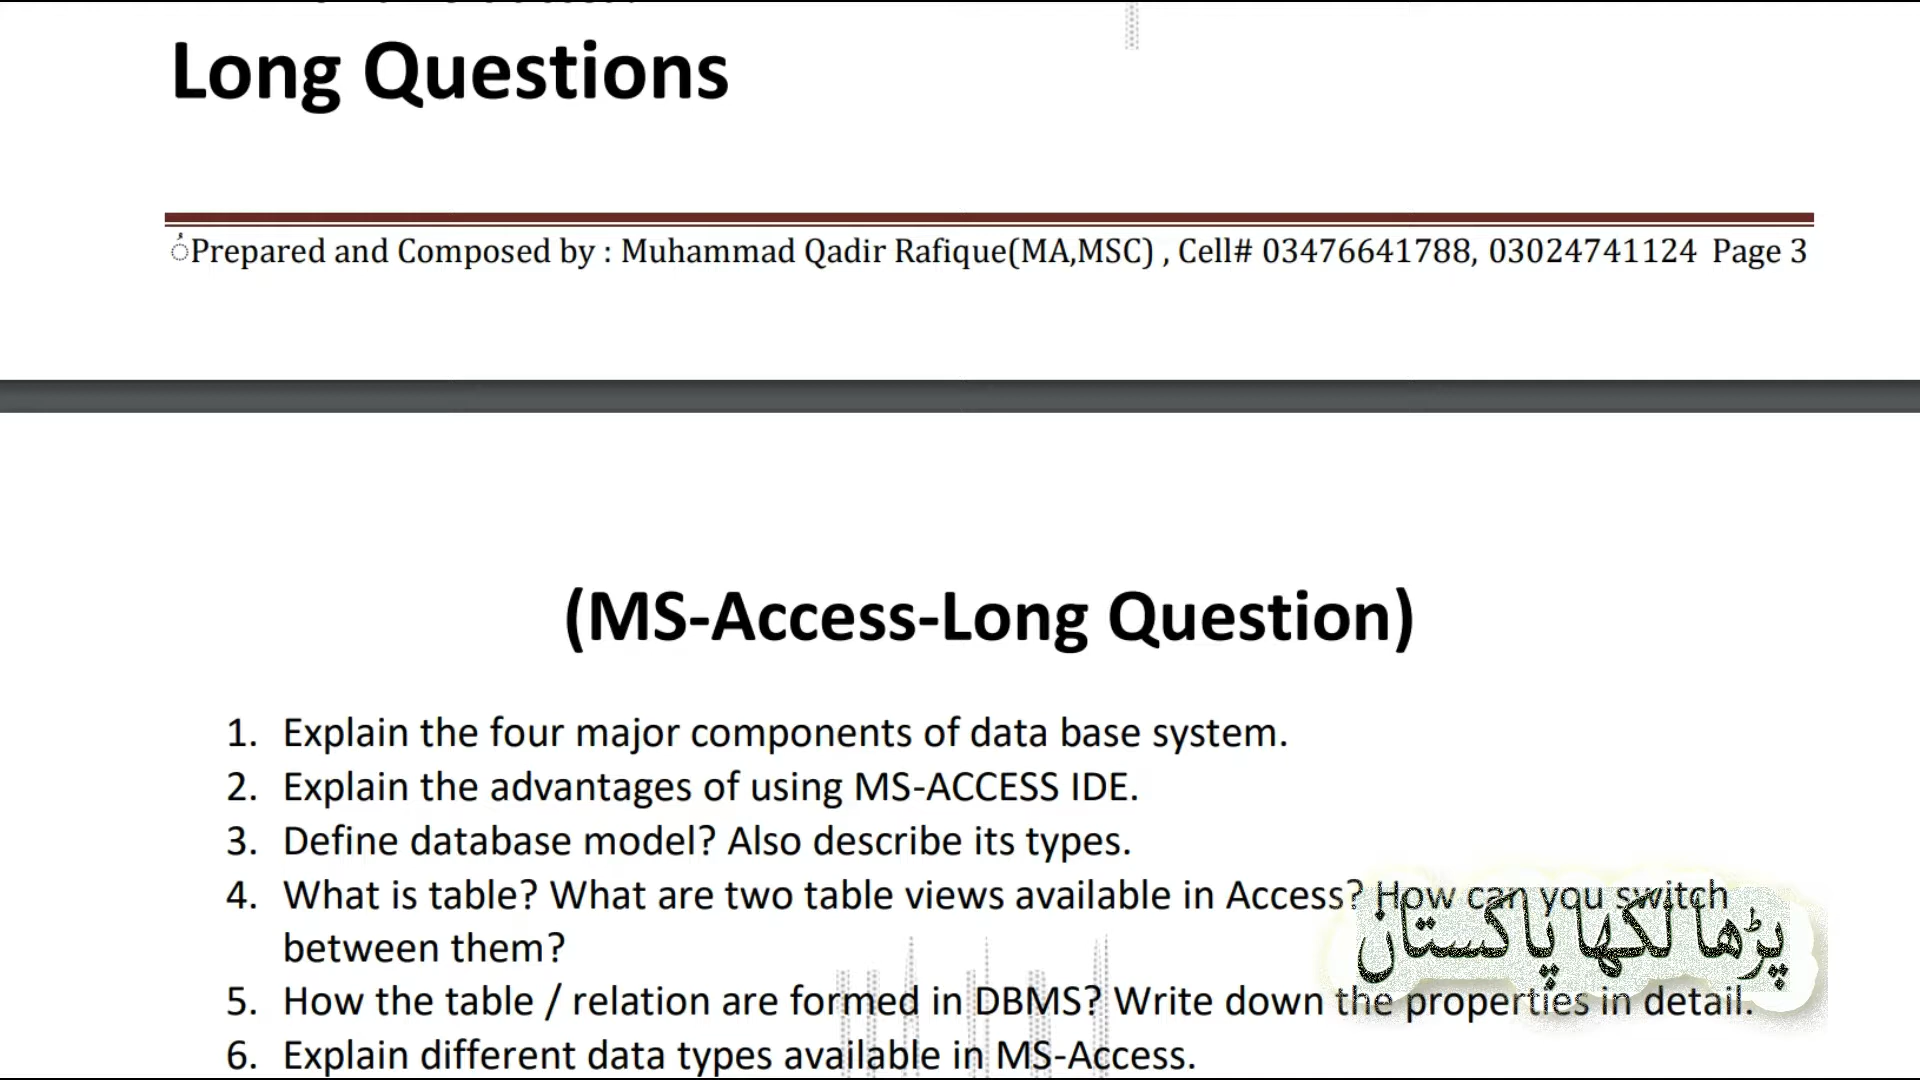 Long Questions
Prepared and Composed by : Muhammad Qadir Rafique(MA,MSC) , Cell# 03476641788, 03024741124 Page 3
(MS-Access-Long Question)
1. Explain the four major components of data base system.
2. Explain the advantages of using MS-ACCESS IDE.
3. Define database model? Also describe its types.
4. What is table? What are two table views available in Access? How can you switch
between them?
پڑھا لکھا پاکستان
5. How the table / relation are formed in DBMS? Write down the properties in detail.
6. Explain different data types available in MS-Access.